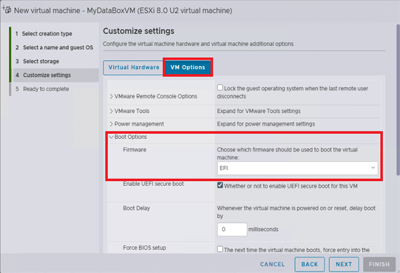 New virtual machine - MyDataBoxVM (ESXi 8.0 U2 virtual machine)
1 Select creation type
2 Select a name and guest OS
3 Select storage
4 Customize settings
5 Ready to complete
Customize settings
Configure the virtual machine hardware and virtual machine additional options
Virtual Hardware
VM Options
VMware Remote Console Options
Lock the guest operating system when the last remote user
disconnects
VMware Tools
Expand for VMware Tools settings
Power management
Expand for power management settings
Boot Options
Firmware
Choose which firmware should be used to boot the virtual
machine:
EFI
Enable UEFI secure boot
Whether or not to enable UEFI secure boot for this VM
Boot Delay
Whenever the virtual machine is powered on or reset, delay boot
by
0 milliseconds
Force BIOS setup
The next time the virtual machine boots, force entry into the
CANCEL
BACK
NEXT
FINISH